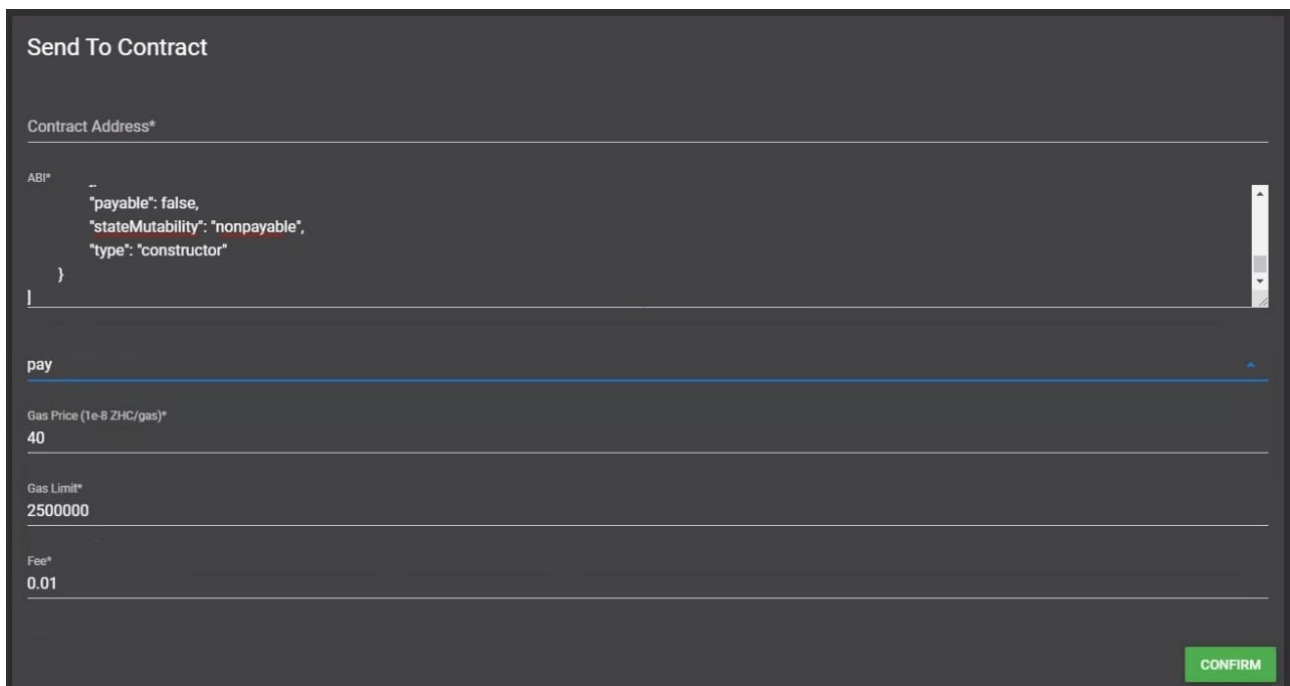 Send To Contract
Contract Address*
ABI*
"payable": false,
"stateMutability": "nonpayable",
"type": "constructor"
}
]
pay
Gas Price (1e-8 ZHC/gas)*
40
Gas Limit*
2500000
Fee*
0.01
CONFIRM